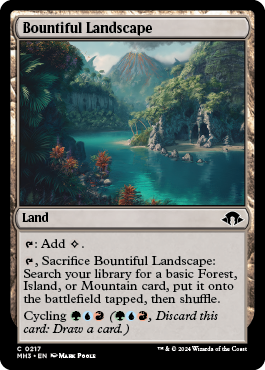 Bountiful Landscape
Land
: Add .
, Sacrifice Bountiful Landscape:
Search your library for a basic Forest,
Island, or Mountain card, put it onto
the battlefield tapped, then shuffle.
Cycling (, Discard this
card: Draw a card.)
C 0217
MH3 • EN Mark Poole
™ & © 2024 Wizards of the Coast